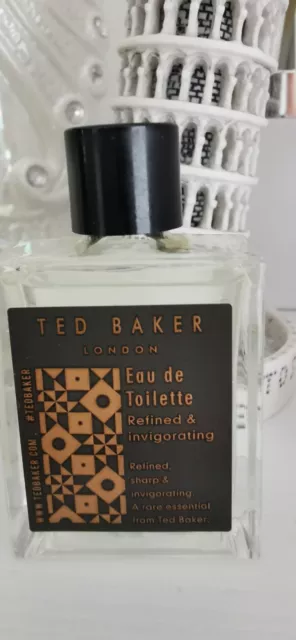 TED BAKER
LONDON
WWW.TEDBAKER.COM. #TEDBAKER
Eau de
Toilette
Refined &
invigorating
Refined,
sharp &
invigorating.
A rare essential
from Ted Baker.